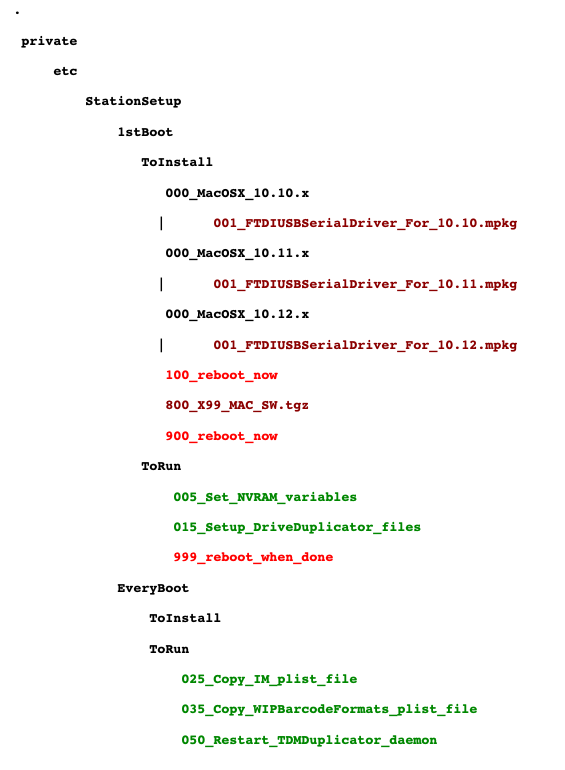 .
private
etc
StationSetup
1stBoot
ToInstall
000_MacOSX_10.10.x
| 001_FTDIUSBSerialDriver_For_10.10.mpkg
000_MacOSX_10.11.x
| 001_FTDIUSBSerialDriver_For_10.11.mpkg
000_MacOSX_10.12.x
| 001_FTDIUSBSerialDriver_For_10.12.mpkg
100_reboot_now
800_X99_MAC_SW.tgz
900_reboot_now
ToRun
005_Set_NVRAM_variables
015_Setup_DriveDuplicator_files
999_reboot_when_done
EveryBoot
ToInstall
ToRun
025_Copy_IM_plist_file
035_Copy_WIPBarcodeFormats_plist_file
050_Restart_TDMDuplicator_daemon